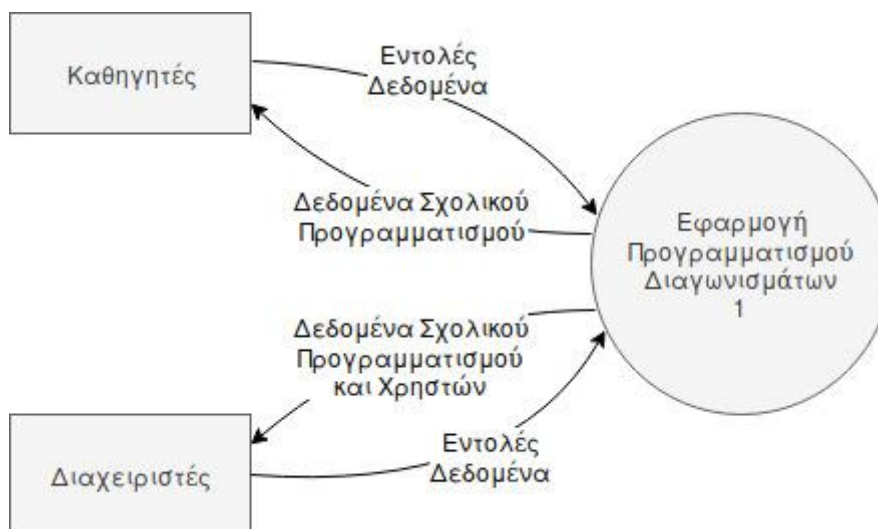 Καθηγητές
Εντολές
Δεδομένα
Δεδομένα Σχολικού
Προγραμματισμού
Εφαρμογή
Προγραμματισμού
Διαγωνισμάτων
1
Δεδομένα Σχολικού
Προγραμματισμού
και Χρηστών
Διαχειριστές
Εντολές
Δεδομένα